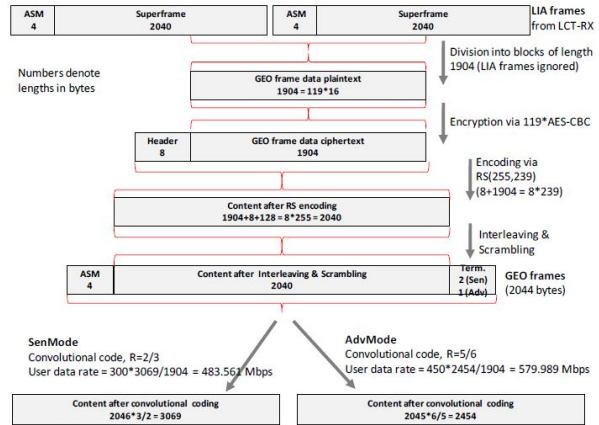 ASM
4
Superframe
2040
ASM
4
Superframe
2040
LIA frames
from LCT-RX
Numbers denote
lengths in bytes
Division into blocks of length
1904 (LIA frames ignored)
GEO frame data plaintext
1904 = 119*16
Encryption via 119*AES-CBC
Header
8
GEO frame data ciphertext
1904
Encoding via
RS(255,239)
(8+1904 = 8*239)
Content after RS encoding
1904+8+128 = 8*255 = 2040
Interleaving &
Scrambling
ASM
4
Content after Interleaving & Scrambling
2040
Term.
2 (Sen)
1 (Adv)
GEO frames
(2044 bytes)
SenMode
Convolutional code, R=2/3
User data rate = 300*3069/1904 = 483.561 Mbps
AdvMode
Convolutional code, R=5/6
User data rate = 450*2454/1904 = 579.989 Mbps
Content after convolutional coding
2046*3/2 = 3069
Content after convolutional coding
2045*6/5 = 2454